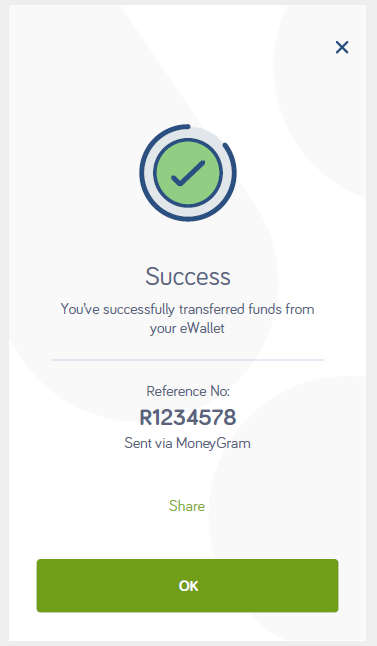 Success
You've successfully transferred funds from
your eWallet
Reference No:
R1234578
Sent via MoneyGram
Share
OK